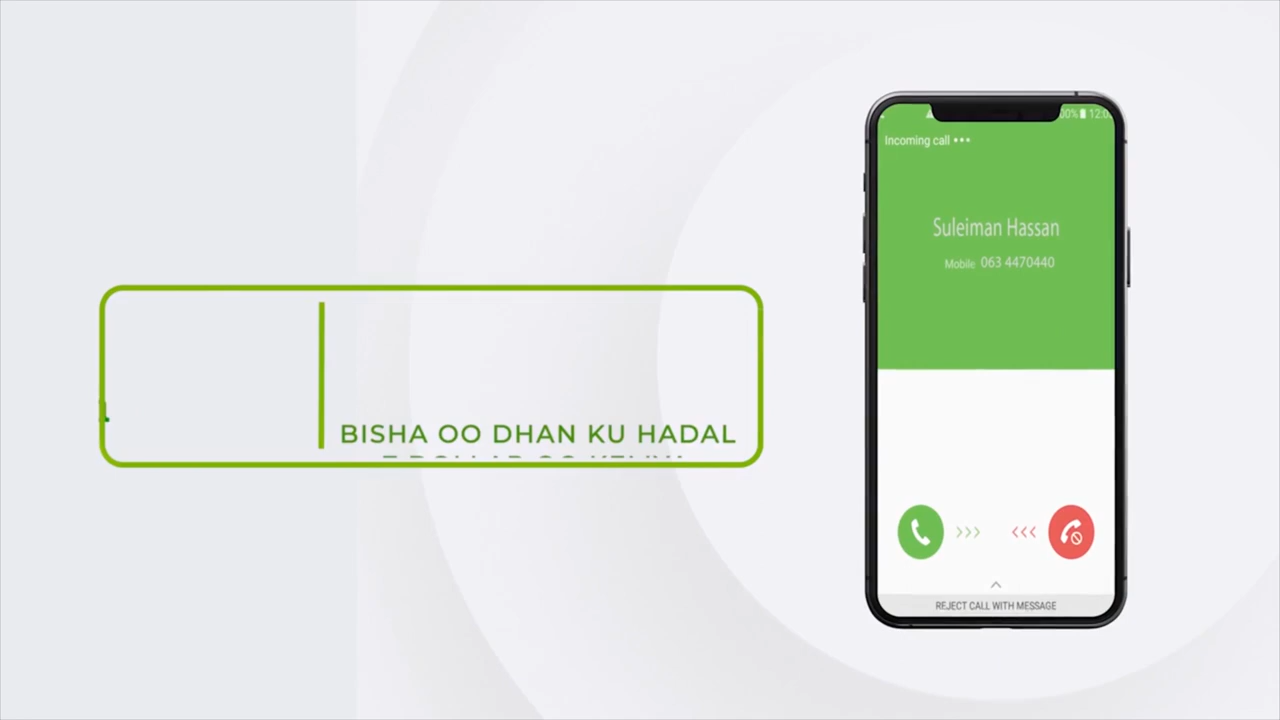 BISHA OO DHAN KU HADAL
Incoming call •••
Suleiman Hassan
Mobile 063 4470440
REJECT CALL WITH MESSAGE